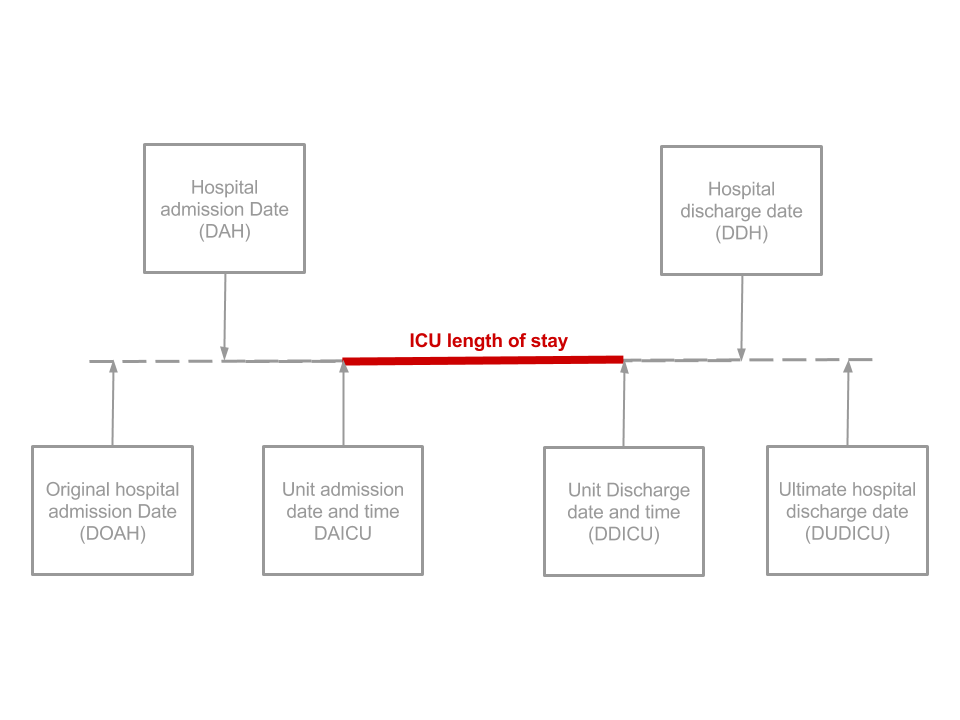 Hospital
admission Date
(DAH)
Hospital
discharge date
(DDH)
ICU length of stay
Original hospital
admission Date
(DOAH)
Unit admission
date and time
DAICU
Unit Discharge
date and time
(DDICU)
Ultimate hospital
discharge date
(DUDICU)